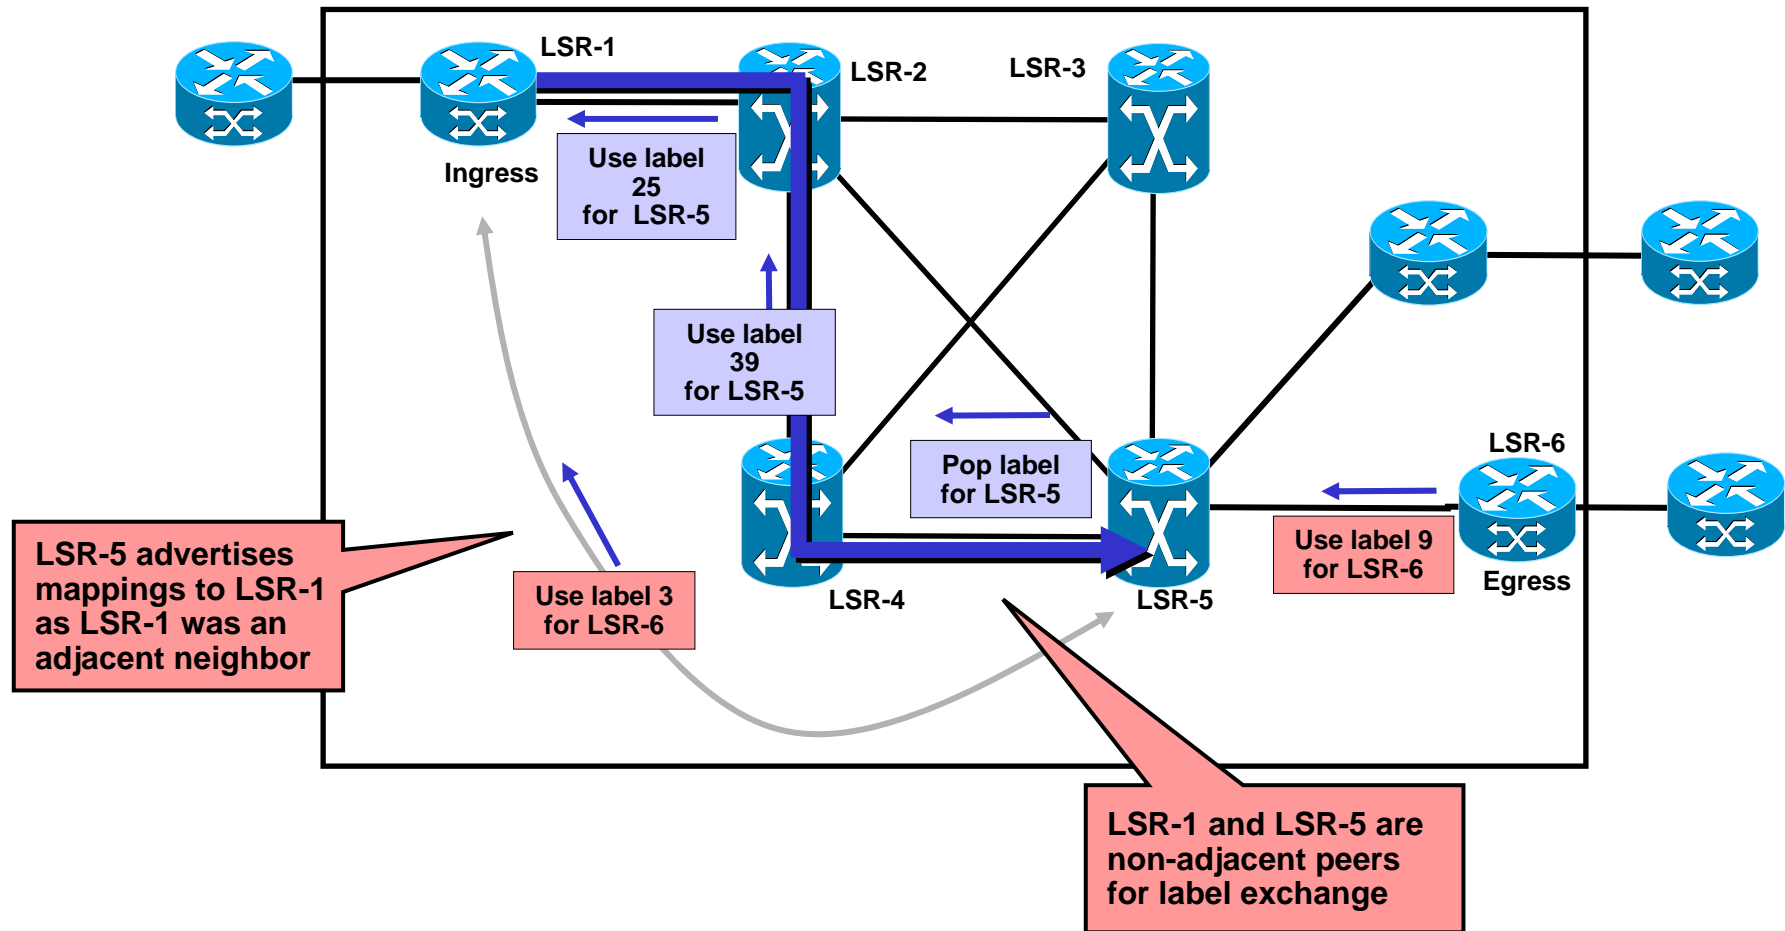 LSR-1
LSR-2
LSR-3
Ingress
Use label
25
for LSR-5
Use label
39
for LSR-5
Pop label
for LSR-5
LSR-6
Use label 9
for LSR-6
Egress
LSR-5 advertises
mappings to LSR-1
as LSR-1 was an
adjacent neighbor
Use label 3
for LSR-6
LSR-4
LSR-5
LSR-1 and LSR-5 are
non-adjacent peers
for label exchange